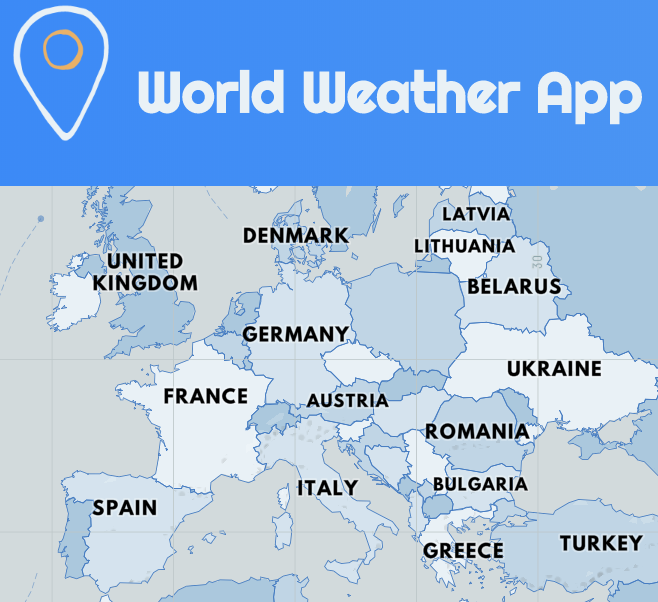 World Weather App
LATVIA
DENMARK
LITHUANIA
UNITED
KINGDOM
30
BELARUS
GERMANY
UKRAINE
FRANCE
AUSTRIA
ROMANIA
BULGARIA
ITALY
SPAIN
TURKEY
GREECE